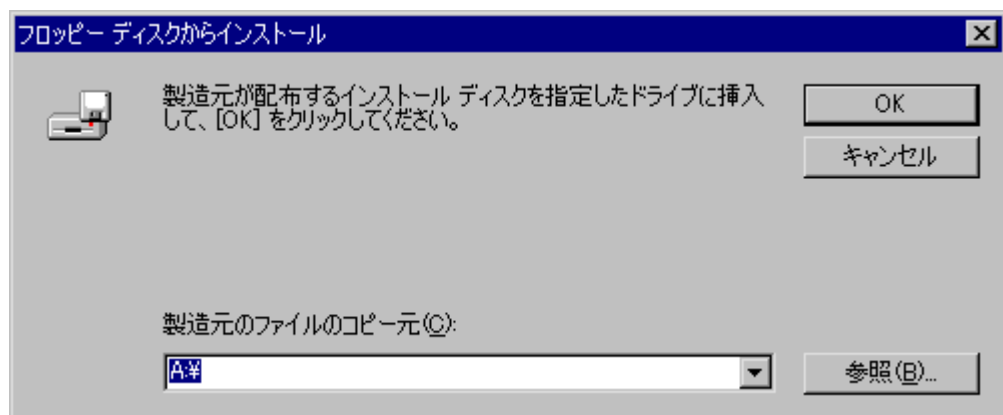 フロッピー ディスクからインストール
製造元が配布するインストール ディスクを指定したドライブに挿入
して、[OK] をクリックしてください。
OK
キャンセル
製造元のファイルのコピー元(C):
A:¥
参照(B)...